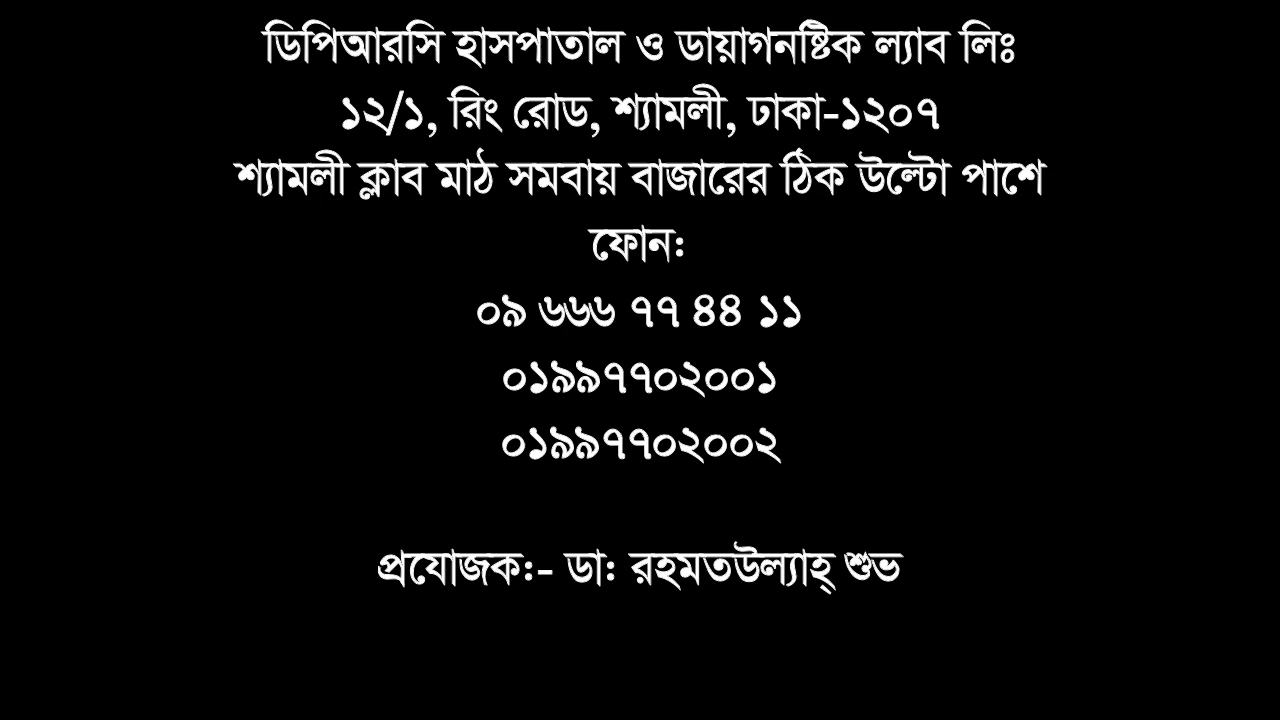 ডিপিআরসি হাসপাতাল ও ডায়াগনষ্টিক ল্যাব লিঃ
১২/১, রিং রোড, শ্যামলী, ঢাকা-১২০৭
শ্যামলী ক্লাব মাঠ সমবায় বাজারের ঠিক উল্টো পাশে
ফোন:
০৯ ৬৬৬ ৭৭ ৪৪ ১১
০১৯৯৭৭০২০০১
০১৯৯৭৭০২০০২
প্রযোজক:- ডা: রহমতউল্যাহ্ শুভ